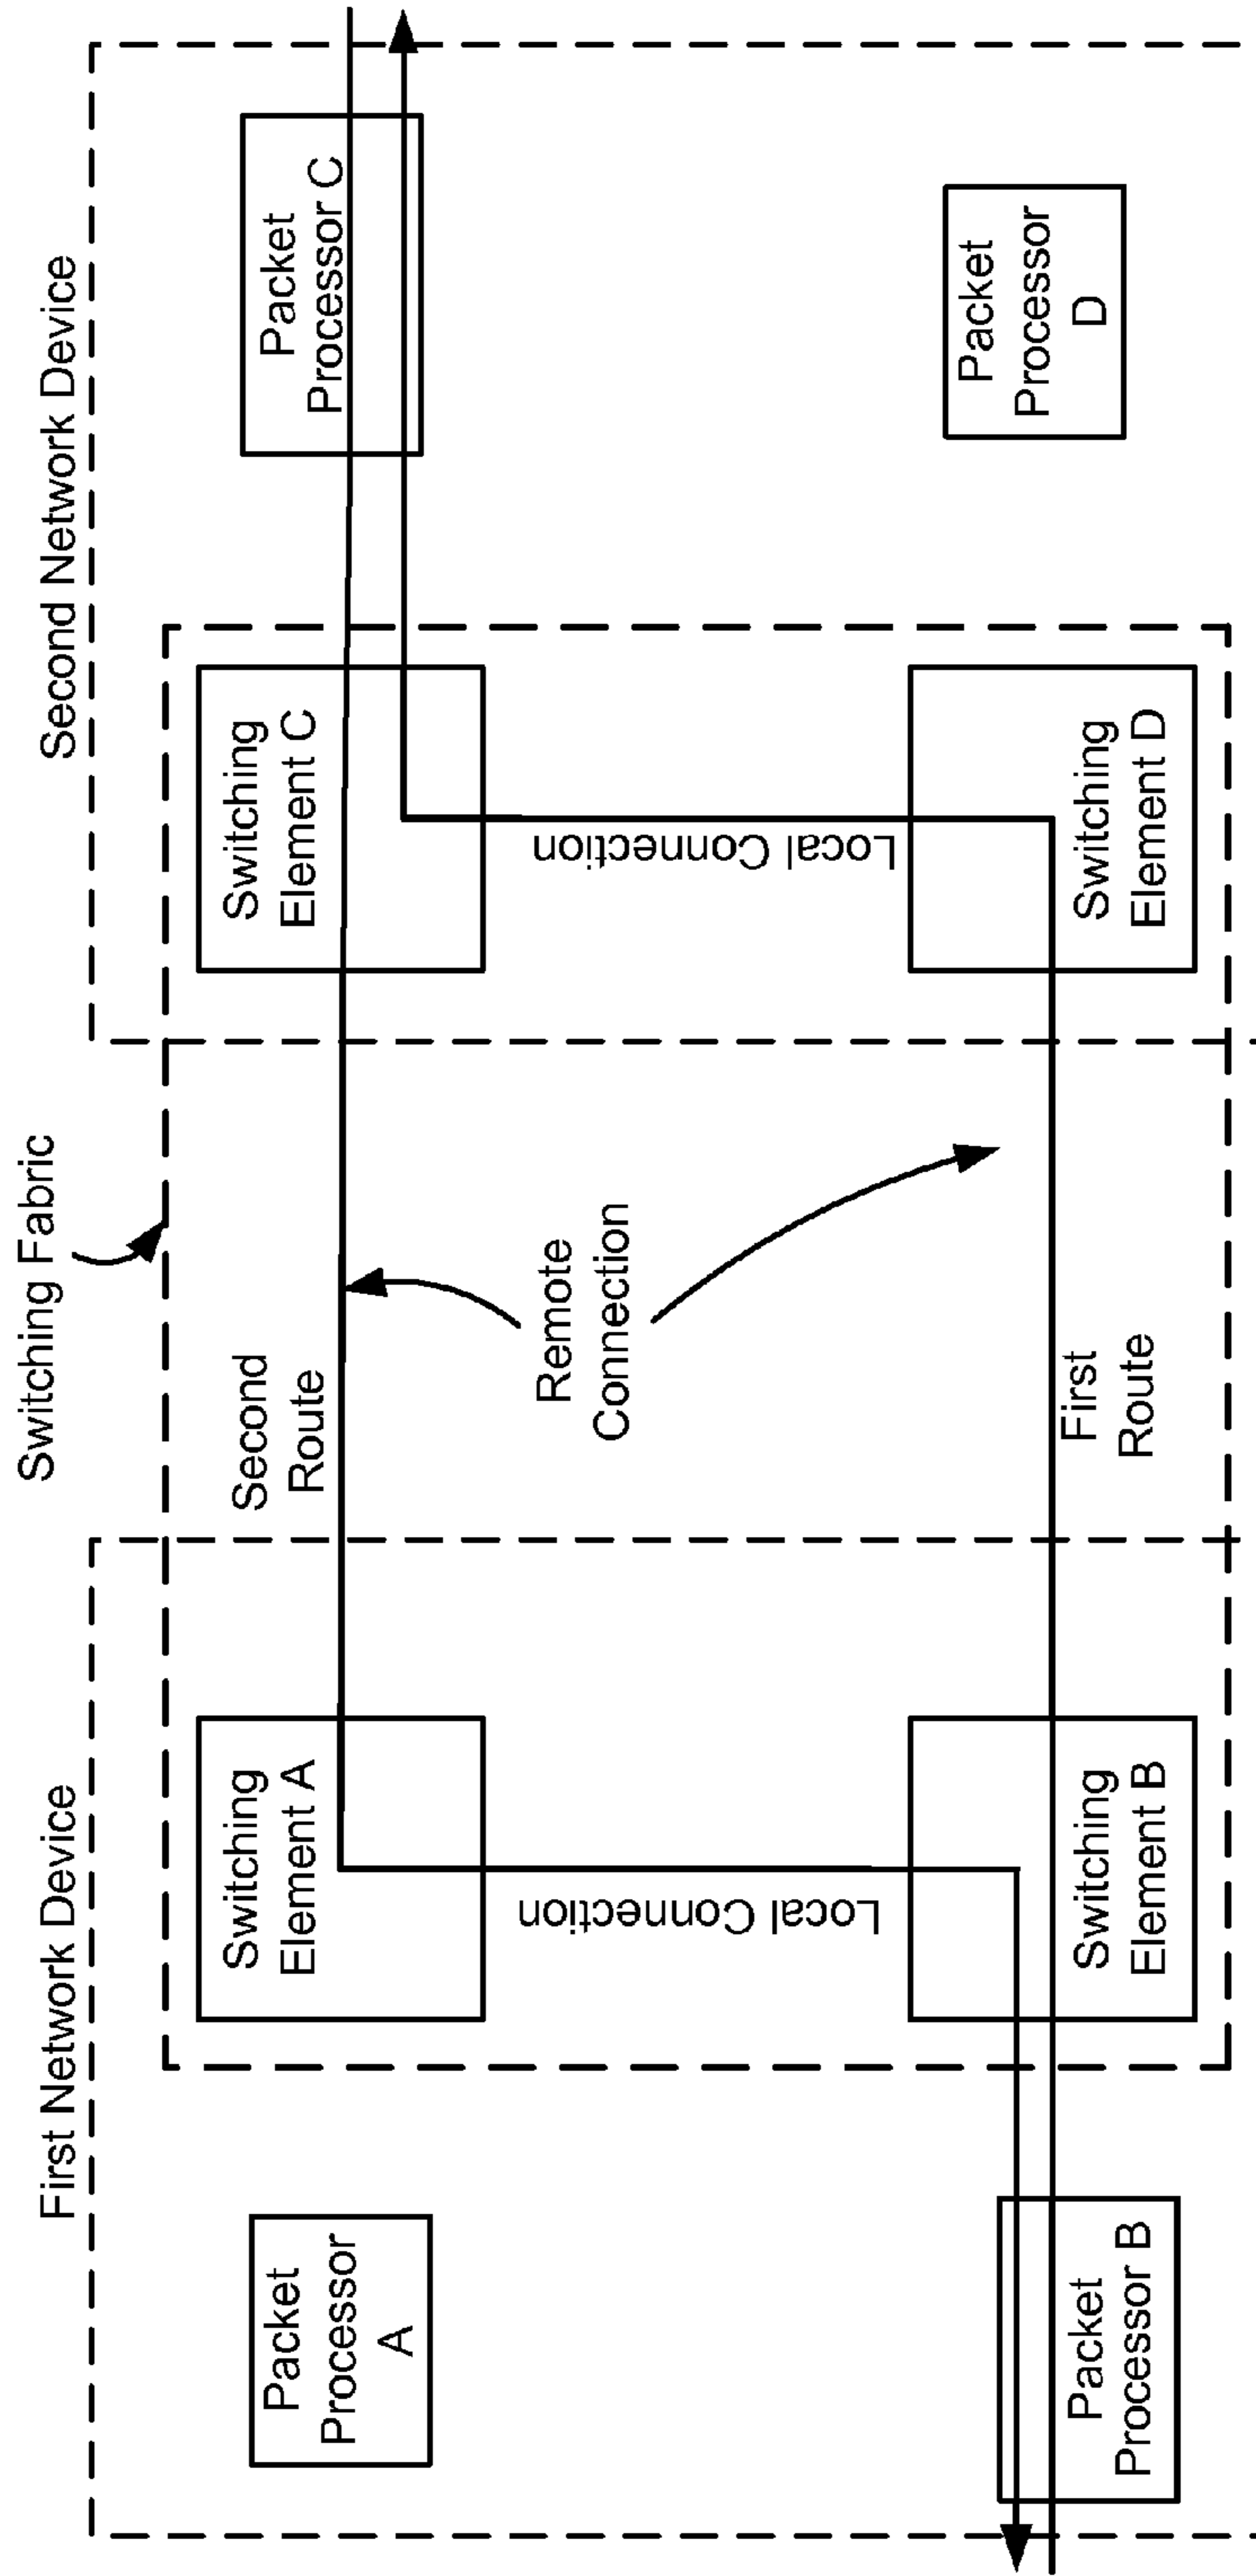 Switching Fabric
First Network Device
Second Network Device
Packet
Processor
A
Switching
Element A
Second
Route
Switching
Element C
Packet
Processor C
Local Connection
Remote
Connection
Local Connection
Packet
Processor B
Switching
Element B
First
Route
Switching
Element D
Packet
Processor
D